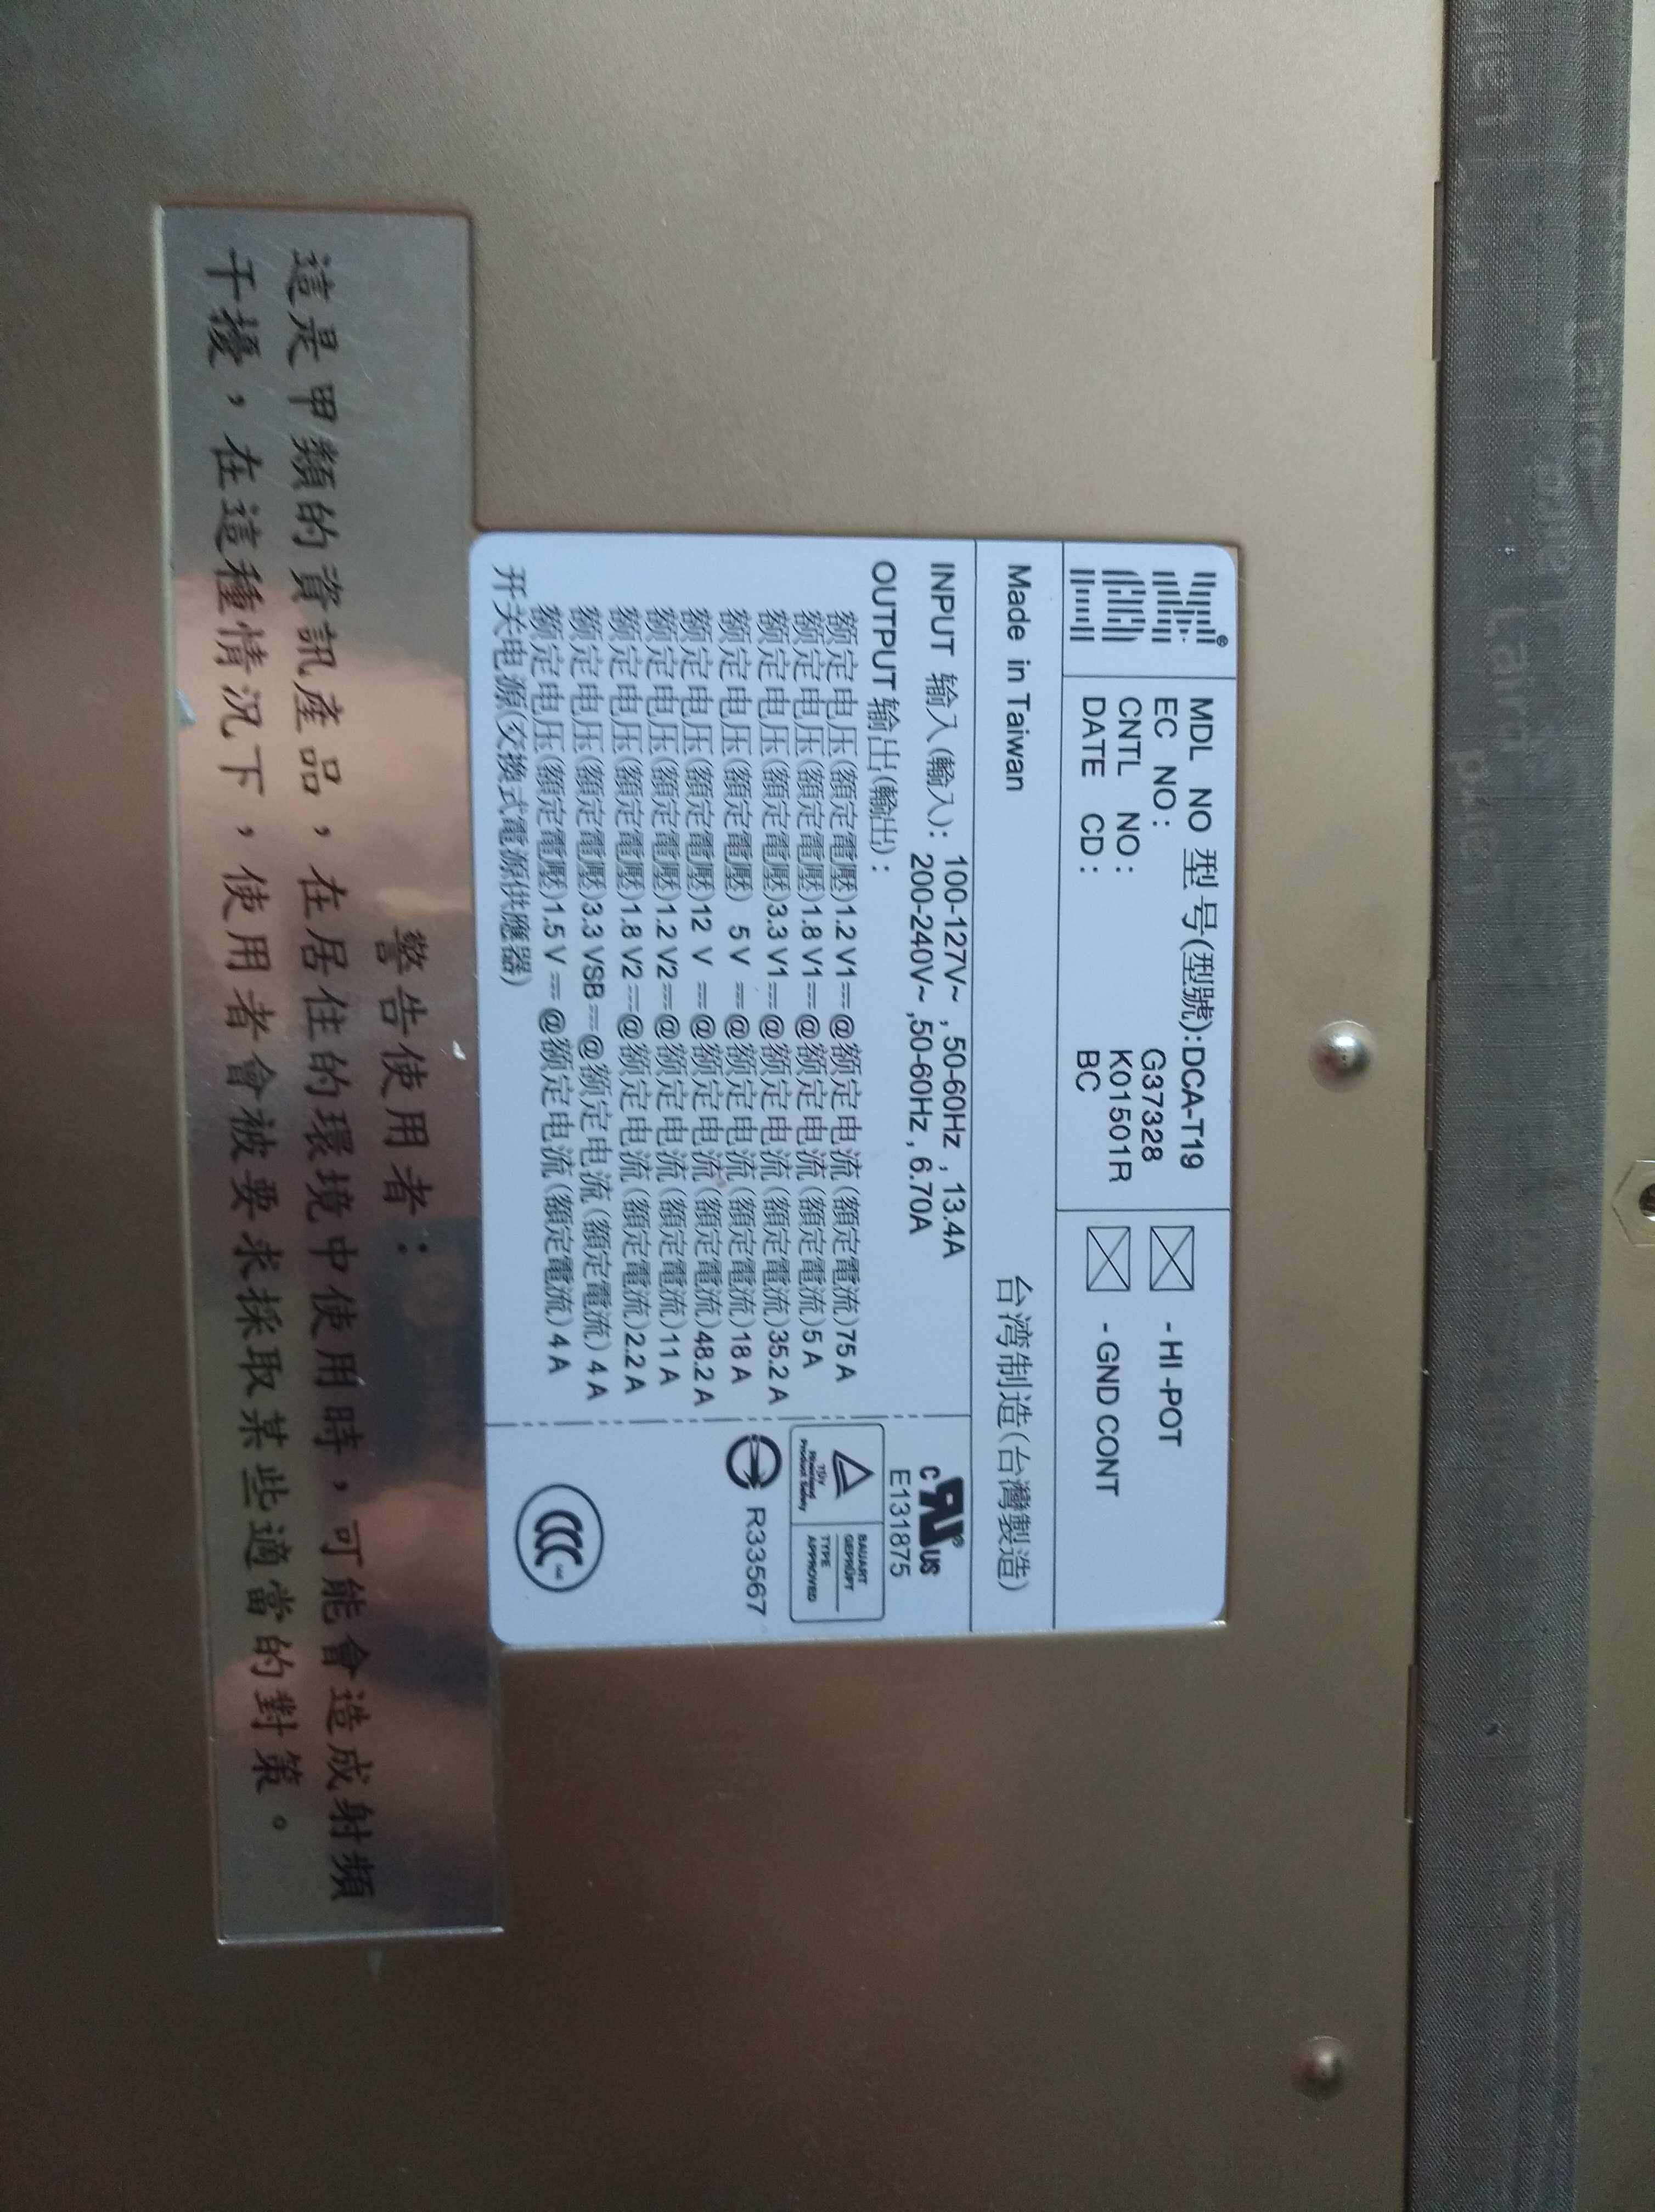 IBM®
MDL NO 型号(型號):DCA-T19
EC NO: G37328
CNTL NO: K01501R
DATE CD: BC
- HI -POT
- GND CONT
Made in Taiwan 台湾制造(台灣製造)
INPUT 输入(輸入): 100-127V~ , 50-60Hz , 13.4A
200-240V~ ,50-60Hz , 6.70A
OUTPUT 输出(輸出):
额定电压(額定電壓)1.2 V1⎓@额定电流(額定電流)75 A
额定电压(額定電壓)1.8 V1⎓@额定电流(額定電流)5 A
额定电压(額定電壓)3.3 V1⎓@额定电流(額定電流)35.2 A
额定电压(額定電壓) 5 V ⎓@额定电流(額定電流)18 A
额定电压(額定電壓)12 V ⎓@额定电流(額定電流)48.2 A
额定电压(額定電壓)1.2 V2⎓@额定电流(額定電流)11 A
额定电压(額定電壓)1.8 V2⎓@额定电流(額定電流)2.2 A
额定电压(額定電壓)3.3 VSB⎓@额定电流(額定電流) 4 A
额定电压(額定電壓)1.5 V ⎓ @额定电流(額定電流) 4 A
开关电源(交換式電源供應器)
c RU® US
E131875
TÜV
Rheinland
Product Safety
BAUART
GEPRÜFT
TYPE
APPROVED
R33567
CCC
警告使用者：
這是甲類的資訊產品，在居住的環境中使用時，可能會造成射頻
干擾，在這種情況下，使用者會被要求採取某些適當的對策。
Laird